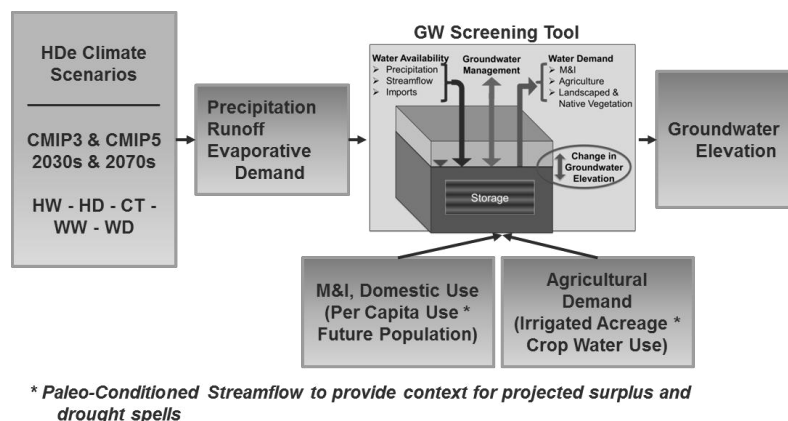 HDe Climate
Scenarios
CMIP3 & CMIP5
2030s & 2070s
HW - HD - CT -
WW - WD
Precipitation
Runoff
Evaporative
Demand
GW Screening Tool
Water Availability
➢ Precipitation
➢ Streamflow
➢ Imports
Groundwater
Management
Water Demand
➢ M&I
➢ Agriculture
➢ Landscaped &
Native Vegetation
Change in
Groundwater
Elevation
Storage
Groundwater
Elevation
M&I, Domestic Use
(Per Capita Use *
Future Population)
Agricultural
Demand
(Irrigated Acreage *
Crop Water Use)
* Paleo-Conditioned Streamflow to provide context for projected surplus and
drought spells